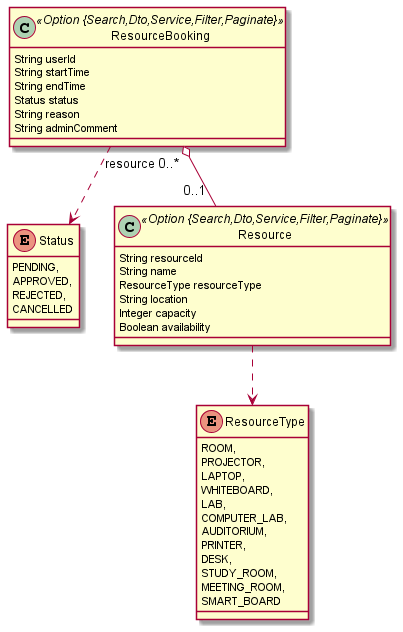 C
«Option {Search,Dto,Service,Filter,Paginate}»
ResourceBooking
String userId
String startTime
String endTime
Status status
String reason
String adminComment
resource 0..*
0..1
E Status
PENDING,
APPROVED,
REJECTED,
CANCELLED
C
«Option {Search,Dto,Service,Filter,Paginate}»
Resource
String resourceId
String name
ResourceType resourceType
String location
Integer capacity
Boolean availability
E ResourceType
ROOM,
PROJECTOR,
LAPTOP,
WHITEBOARD,
LAB,
COMPUTER_LAB,
AUDITORIUM,
PRINTER,
DESK,
STUDY_ROOM,
MEETING_ROOM,
SMART_BOARD